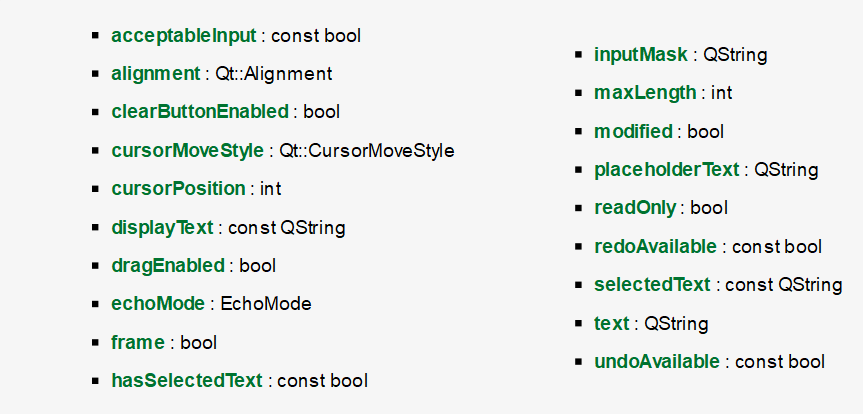 acceptableInput : const bool
alignment : Qt::Alignment
clearButtonEnabled : bool
cursorMoveStyle : Qt::CursorMoveStyle
cursorPosition : int
displayText : const QString
dragEnabled : bool
echoMode : EchoMode
frame : bool
hasSelectedText : const bool
inputMask : QString
maxLength : int
modified : bool
placeholderText : QString
readOnly : bool
redoAvailable : const bool
selectedText : const QString
text : QString
undoAvailable : const bool